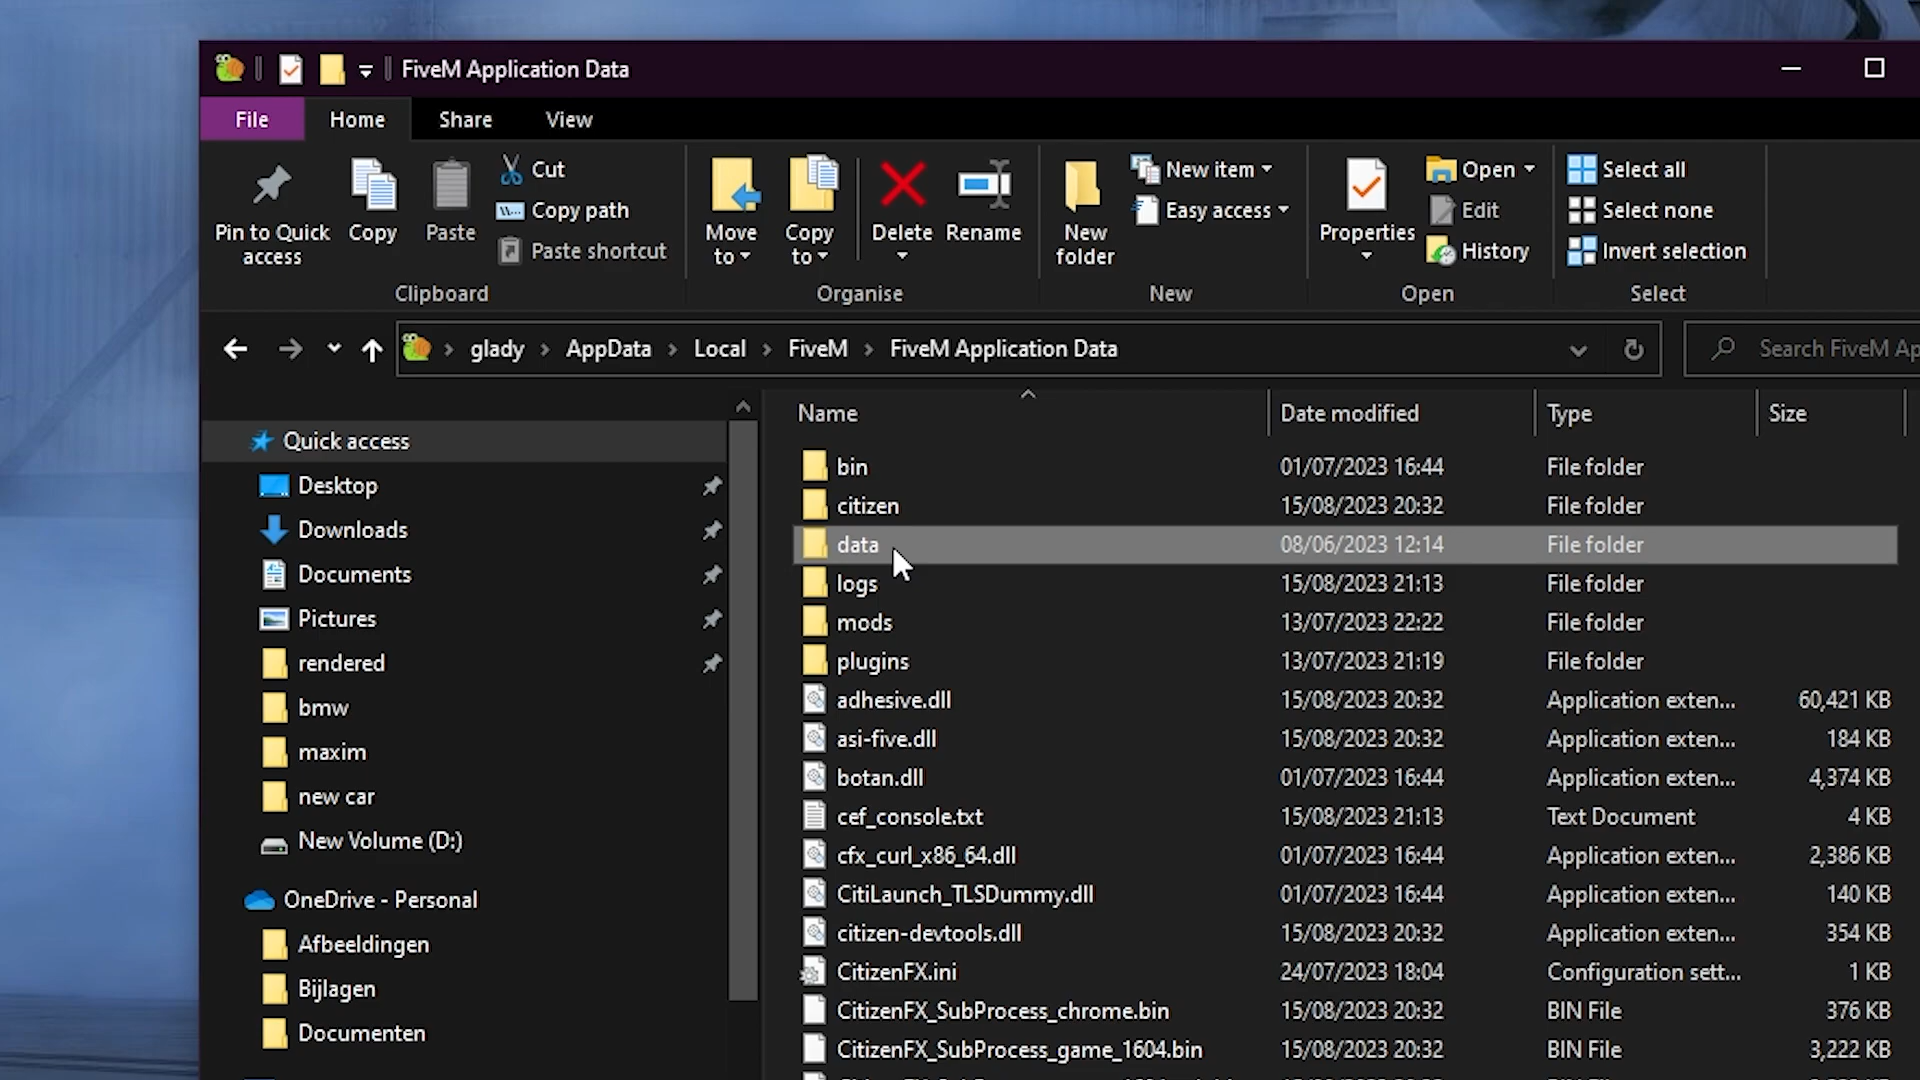 FiveM Application Data
File Home Share View
Pin to Quick access
Copy
Paste
Cut
Copy path
Paste shortcut
Clipboard
Move to
Copy to
Delete
Rename
Organise
New folder
New item
Easy access
New
Properties
Open
Edit
History
Open
Select all
Select none
Invert selection
Select
glady > AppData > Local > FiveM > FiveM Application Data
Search FiveM Ap
Quick access
Desktop
Downloads
Documents
Pictures
rendered
bmw
maxim
new car
New Volume (D:)
OneDrive - Personal
Afbeeldingen
Bijlagen
Documenten
Name Date modified Type Size
bin 01/07/2023 16:44 File folder
citizen 15/08/2023 20:32 File folder
data 08/06/2023 12:14 File folder
logs 15/08/2023 21:13 File folder
mods 13/07/2023 22:22 File folder
plugins 13/07/2023 21:19 File folder
adhesive.dll 15/08/2023 20:32 Application exten... 60,421 KB
asi-five.dll 15/08/2023 20:32 Application exten... 184 KB
botan.dll 01/07/2023 16:44 Application exten... 4,374 KB
cef_console.txt 15/08/2023 21:13 Text Document 4 KB
cfx_curl_x86_64.dll 01/07/2023 16:44 Application exten... 2,386 KB
CitiLaunch_TLSDummy.dll 01/07/2023 16:44 Application exten... 140 KB
citizen-devtools.dll 15/08/2023 20:32 Application exten... 354 KB
CitizenFX.ini 24/07/2023 18:04 Configuration sett... 1 KB
CitizenFX_SubProcess_chrome.bin 15/08/2023 20:32 BIN File 376 KB
CitizenFX_SubProcess_game_1604.bin 15/08/2023 20:32 BIN File 3,222 KB